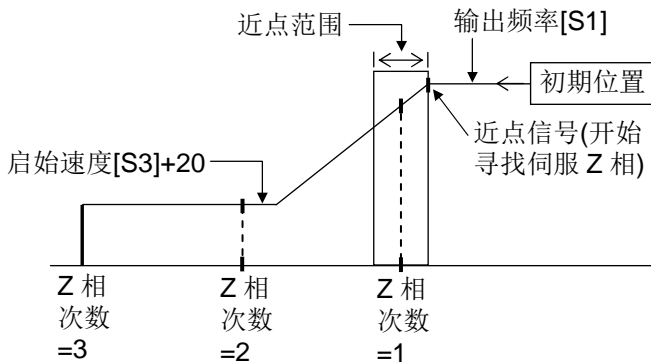 近点范围
输出频率[S1]
初期位置
近点信号(开始
寻找伺服 Z 相)
启始速度[S3]+20
Z 相
次数
=3
Z 相
次数
=2
Z 相
次数
=1